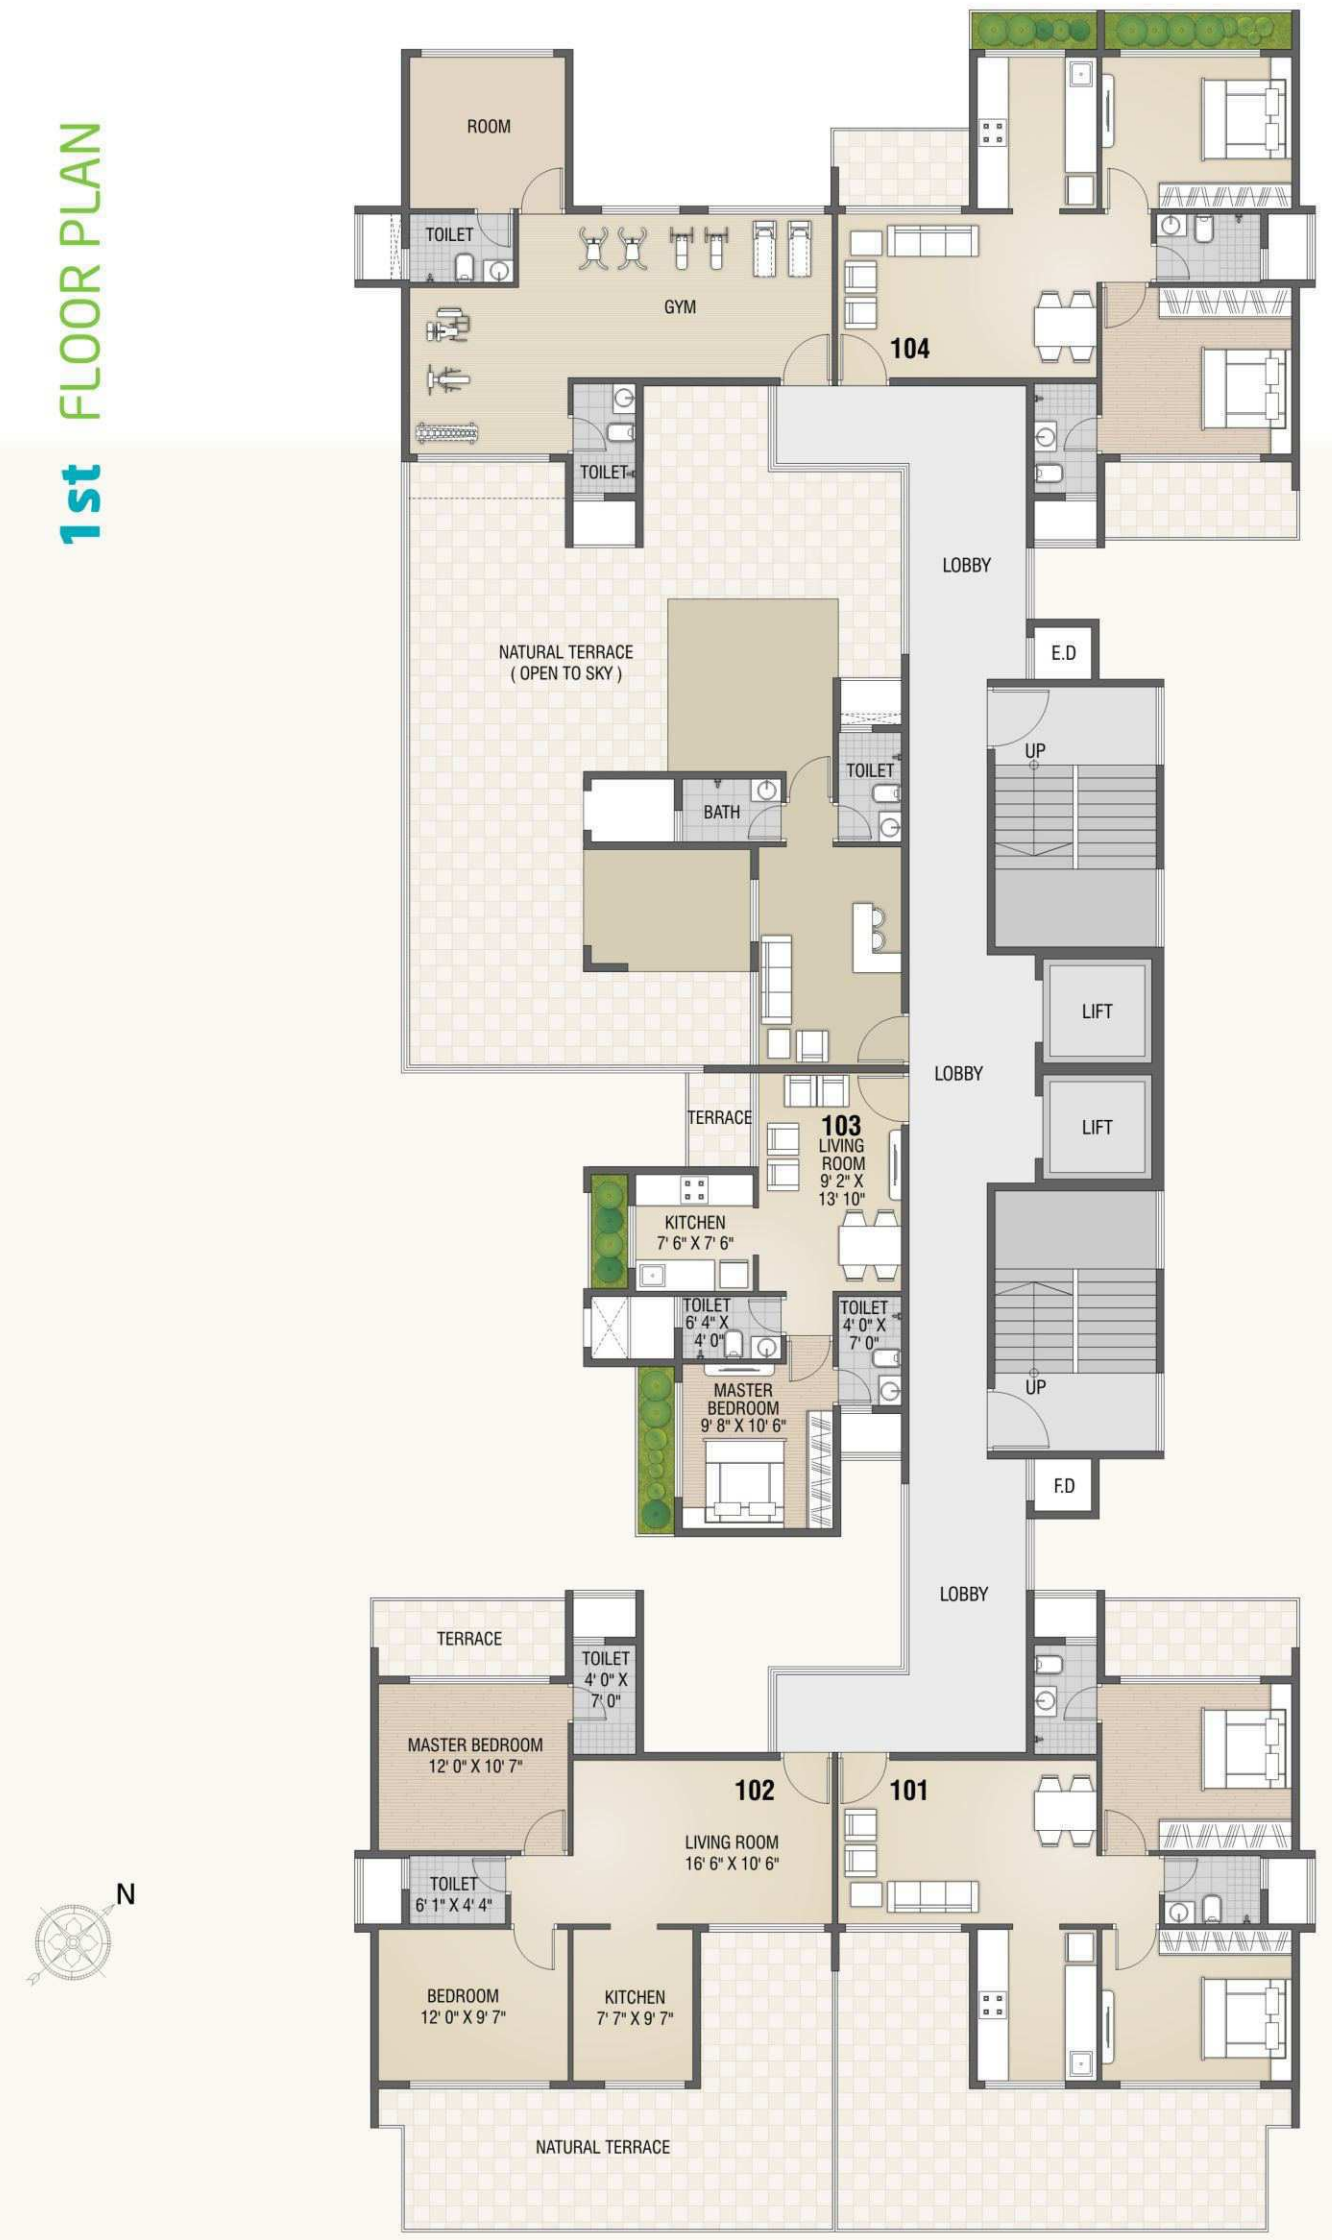 1st FLOOR PLAN
ROOM
TOILET
GYM
104
TOILET
LOBBY
E.D
NATURAL TERRACE
( OPEN TO SKY )
UP
TOILET
BATH
LIFT
LOBBY
TERRACE
103
LIVING
ROOM
9' 2" X
13' 10"
LIFT
KITCHEN
7' 6" X 7' 6"
TOILET
6' 4" X
4' 0"
TOILET
4' 0" X
7' 0"
UP
MASTER
BEDROOM
9' 8" X 10' 6"
F.D
LOBBY
TERRACE
TOILET
4' 0" X
7' 0"
MASTER BEDROOM
12' 0" X 10' 7"
102
101
LIVING ROOM
16' 6" X 10' 6"
TOILET
6' 1" X 4' 4"
N
BEDROOM
12' 0" X 9' 7"
KITCHEN
7' 7" X 9' 7"
NATURAL TERRACE